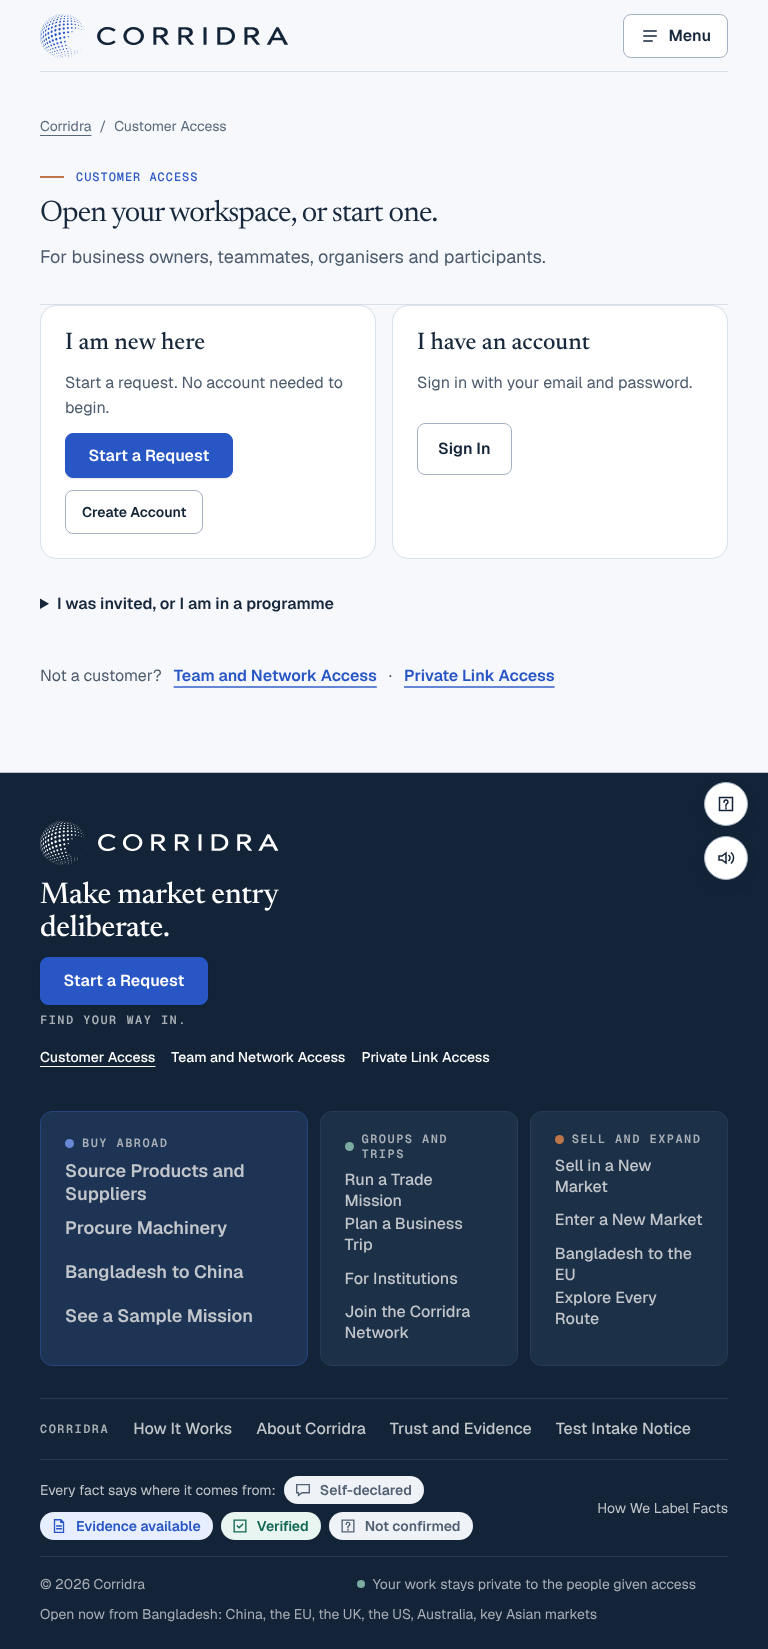 CORRIDRA
Menu
Corridra / Customer Access
CUSTOMER ACCESS
Open your workspace, or start one.
For business owners, teammates, organisers and participants.
I am new here
Start a request. No account needed to
begin.
Start a Request
Create Account
I have an account
Sign in with your email and password.
Sign In
I was invited, or I am in a programme
Not a customer? Team and Network Access · Private Link Access
CORRIDRA
Make market entry
deliberate.
Start a Request
FIND YOUR WAY IN.
Customer Access Team and Network Access Private Link Access
BUY ABROAD
Source Products and
Suppliers
Procure Machinery
Bangladesh to China
See a Sample Mission
GROUPS AND
TRIPS
Run a Trade
Mission
Plan a Business
Trip
For Institutions
Join the Corridra
Network
SELL AND EXPAND
Sell in a New
Market
Enter a New Market
Bangladesh to the
EU
Explore Every
Route
CORRIDRA How It Works About Corridra Trust and Evidence Test Intake Notice
Every fact says where it comes from: Self-declared
Evidence available Verified Not confirmed
How We Label Facts
© 2026 Corridra
Your work stays private to the people given access
Open now from Bangladesh: China, the EU, the UK, the US, Australia, key Asian markets